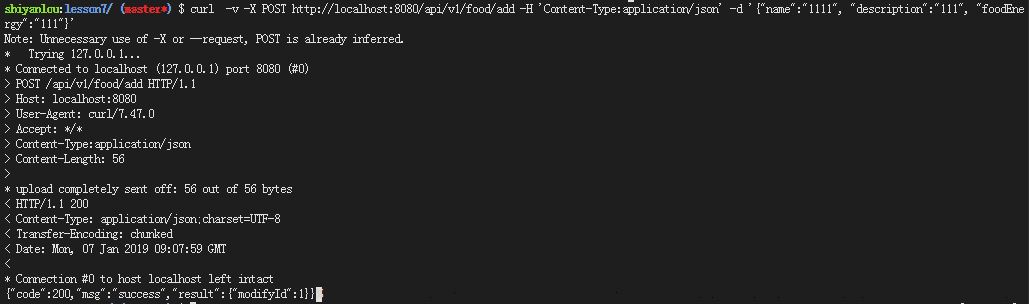 shiyanlou:lesson7/ (master*) $ curl  -v -X POST http://localhost:8080/api/v1/food/add -H 'Content-Type:application/json' -d '{"name":"1111", "description":"111", "foodEn
ergy":"111"}'
Note: Unnecessary use of -X or --request, POST is already inferred.
*   Trying 127.0.0.1...
* Connected to localhost (127.0.0.1) port 8080 (#0)
> POST /api/v1/food/add HTTP/1.1
> Host: localhost:8080
> User-Agent: curl/7.47.0
> Accept: */*
> Content-Type:application/json
> Content-Length: 56
>
* upload completely sent off: 56 out of 56 bytes
< HTTP/1.1 200
< Content-Type: application/json;charset=UTF-8
< Transfer-Encoding: chunked
< Date: Mon, 07 Jan 2019 09:07:59 GMT
<
* Connection #0 to host localhost left intact
{"code":200,"msg":"success","result":{"modifyId":1}}